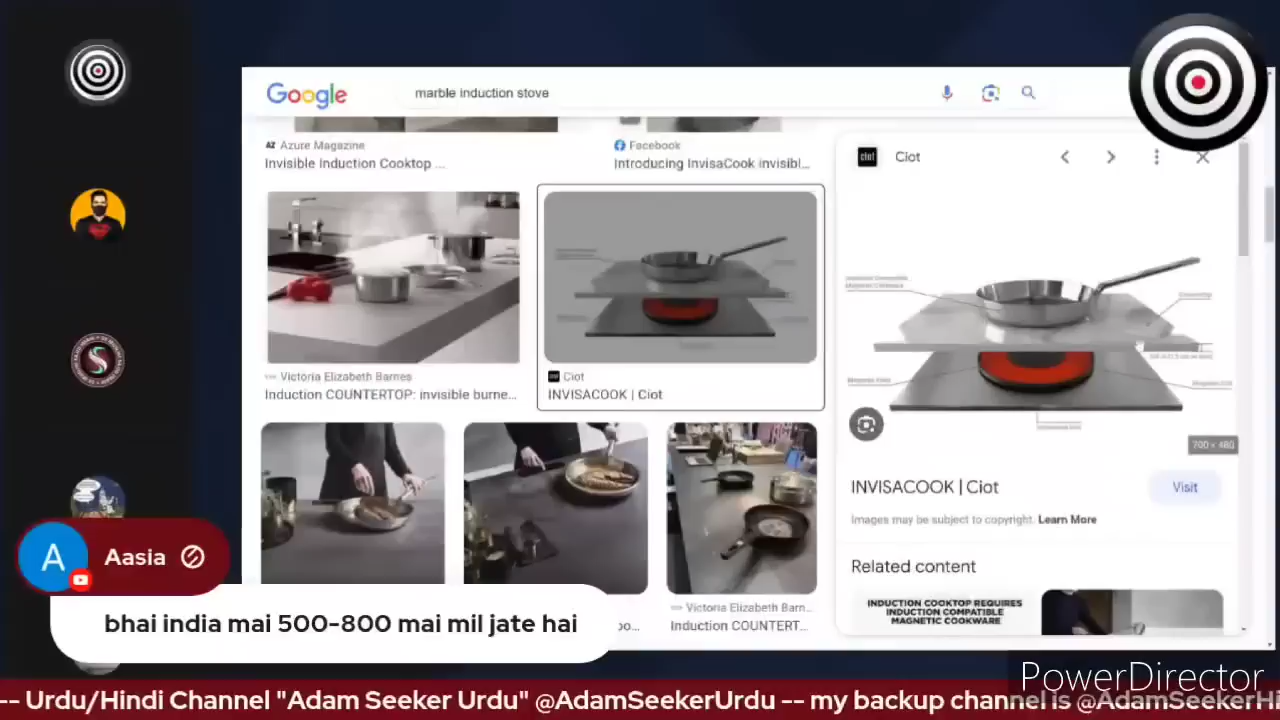 Google
marble induction stove
AZ Azure Magazine
Invisible Induction Cooktop ...
Facebook
Introducing InvisaCook invisibl...
ciot
Ciot
Victoria Elizabeth Barnes
Induction COUNTERTOP: invisible burne...
ciot
Ciot
INVISACOOK | Ciot
700 × 480
INVISACOOK | Ciot
Visit
Images may be subject to copyright. Learn More
Related content
INDUCTION COOKTOP REQUIRES
INDUCTION COMPATIBLE
MAGNETIC COOKWARE
Victoria Elizabeth Barn...
Induction COUNTERT...
A
Aasia
bhai india mai 500-800 mai mil jate hai
PowerDirector
-- Urdu/Hindi Channel "Adam Seeker Urdu" @AdamSeekerUrdu -- my backup channel is @AdamSeekerHi